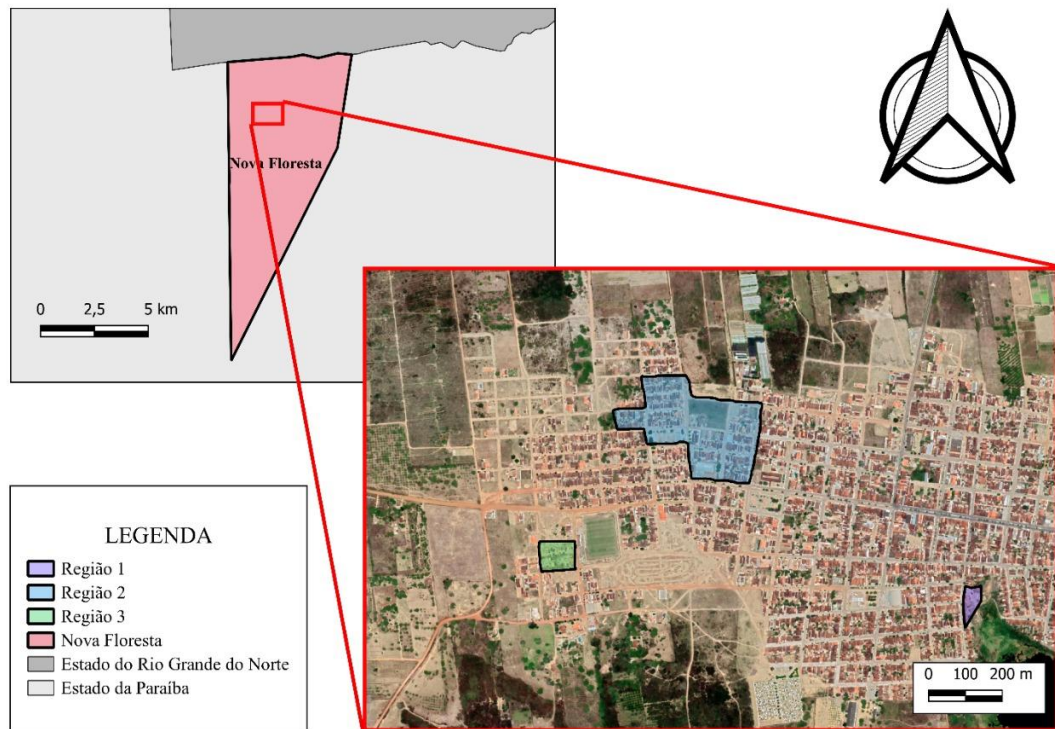 Nova Floresta
0 2,5 5 km
LEGENDA
Região 1
Região 2
Região 3
Nova Floresta
Estado do Rio Grande do Norte
Estado da Paraíba
0 100 200 m